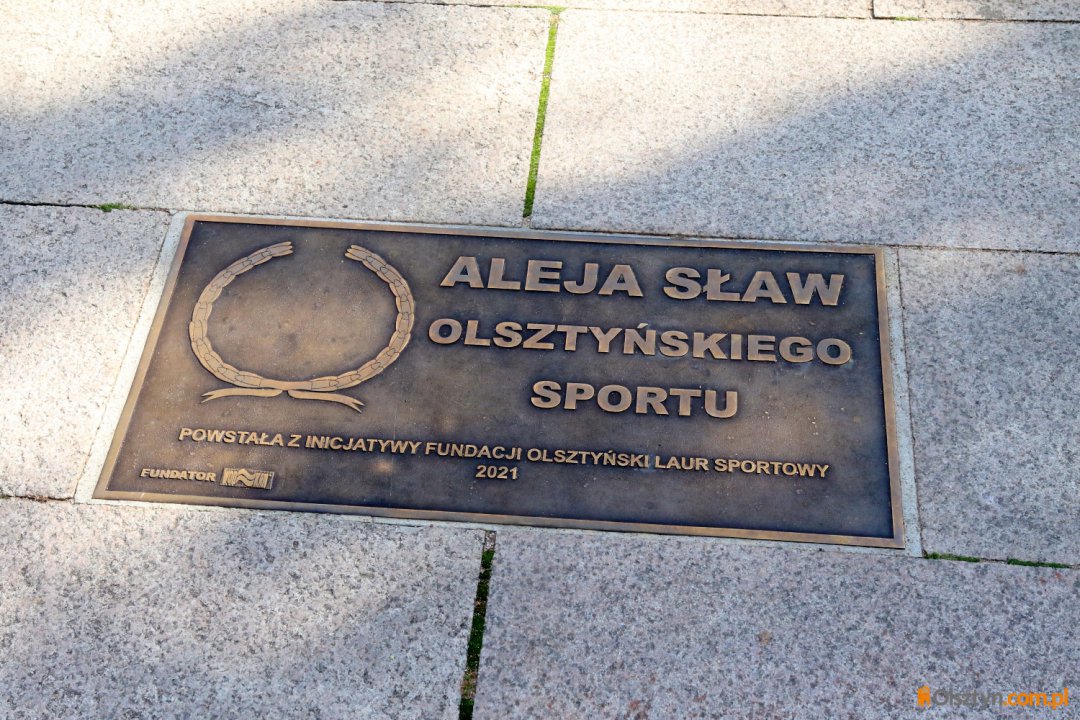 ALEJA SŁAW
OLSZTYŃSKIEGO
SPORTU
POWSTAŁA Z INICJATYWY FUNDACJI OLSZTYŃSKI LAUR SPORTOWY
2021
FUNDATOR
Olsztyn.com.pl